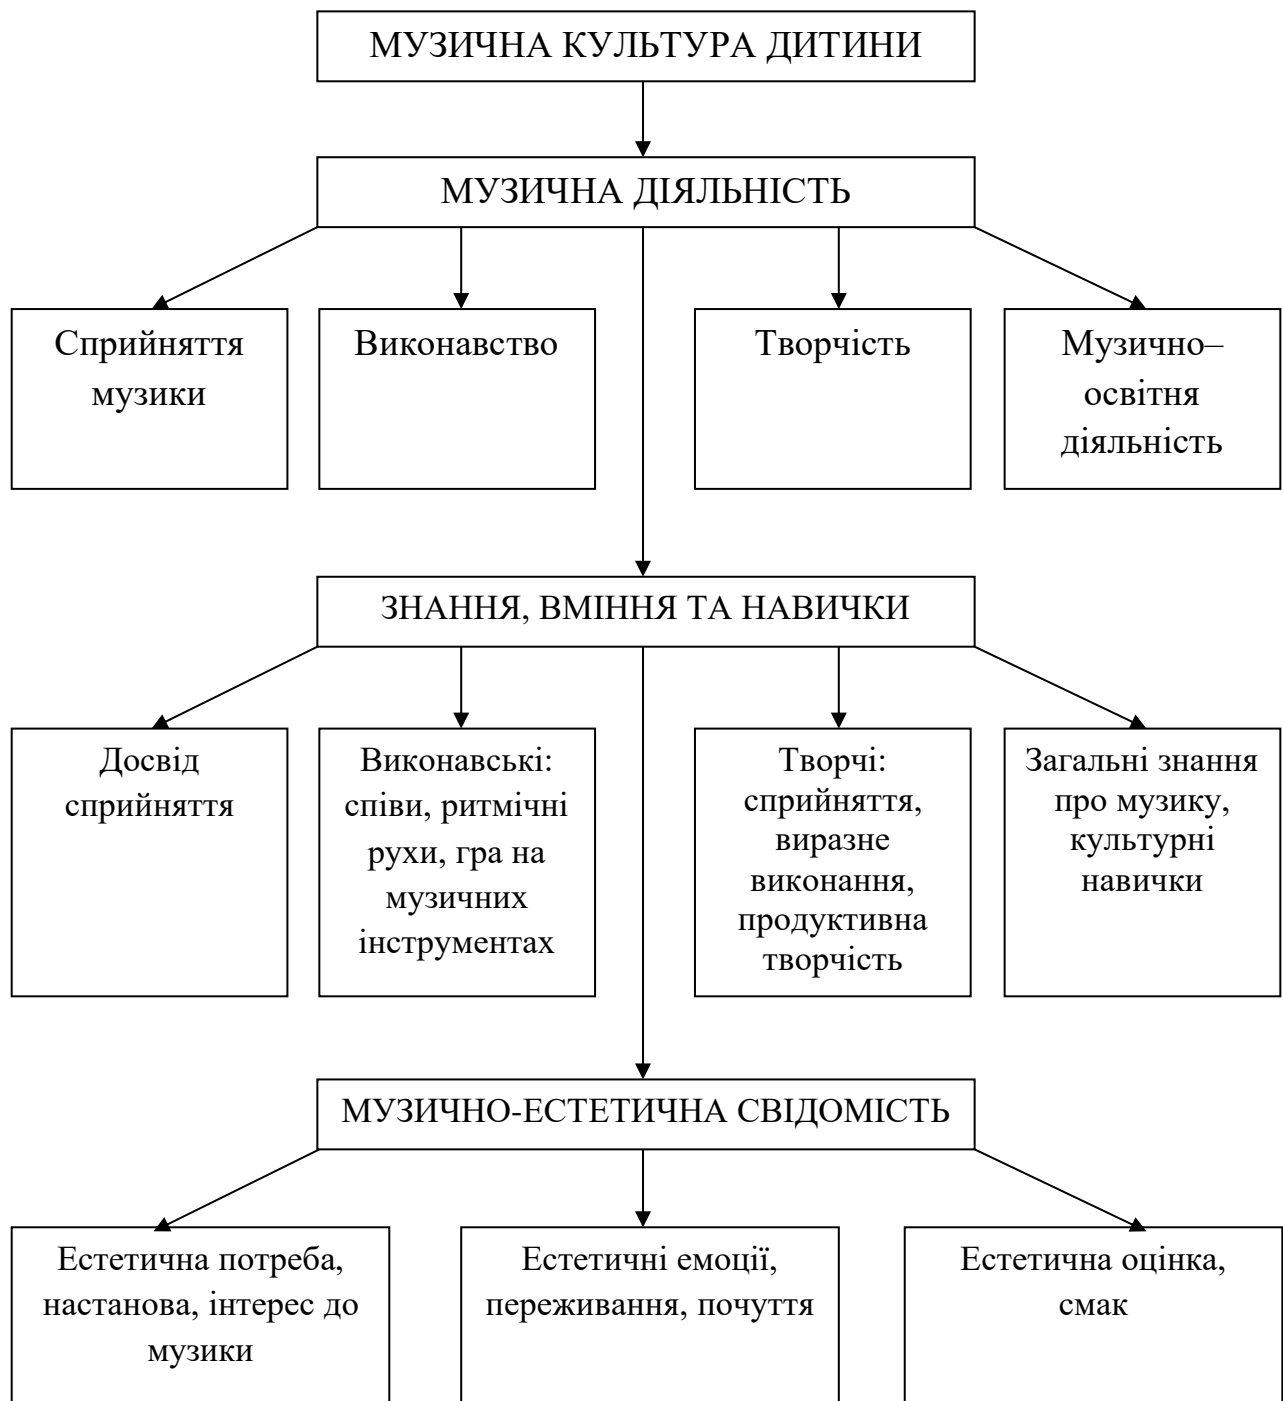 МУЗИЧНА КУЛЬТУРА ДИТИНИ
МУЗИЧНА ДІЯЛЬНІСТЬ
Сприйняття
музики
Виконавство
Творчість
Музично–
освітня
діяльність
ЗНАННЯ, ВМІННЯ ТА НАВИЧКИ
Досвід
сприйняття
Виконавські:
співи, ритмічні
рухи, гра на
музичних
інструментах
Творчі:
сприйняття,
виразне
виконання,
продуктивна
творчість
Загальні знання
про музику,
культурні
навички
МУЗИЧНО-ЕСТЕТИЧНА СВІДОМІСТЬ
Естетична потреба,
настанова, інтерес до
музики
Естетичні емоції,
переживання, почуття
Естетична оцінка,
смак